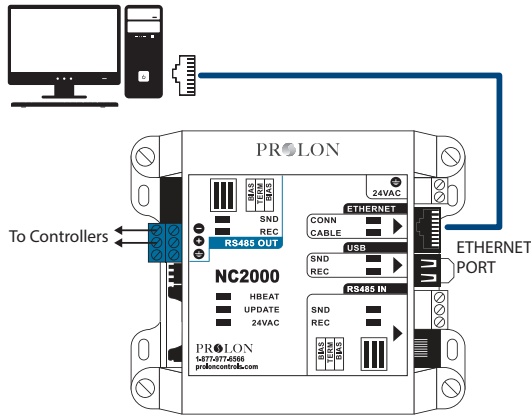 PROLON
24VAC
BIAS
TERM
BIAS
SND
REC
RS485 OUT
ETHERNET
CONN
CABLE
USB
SND
REC
RS485 IN
SND
REC
BIAS
TERM
BIAS
To Controllers
ETHERNET
PORT
NC2000
HBEAT
UPDATE
24VAC
PROLON
1-877-977-6566
proloncontrols.com